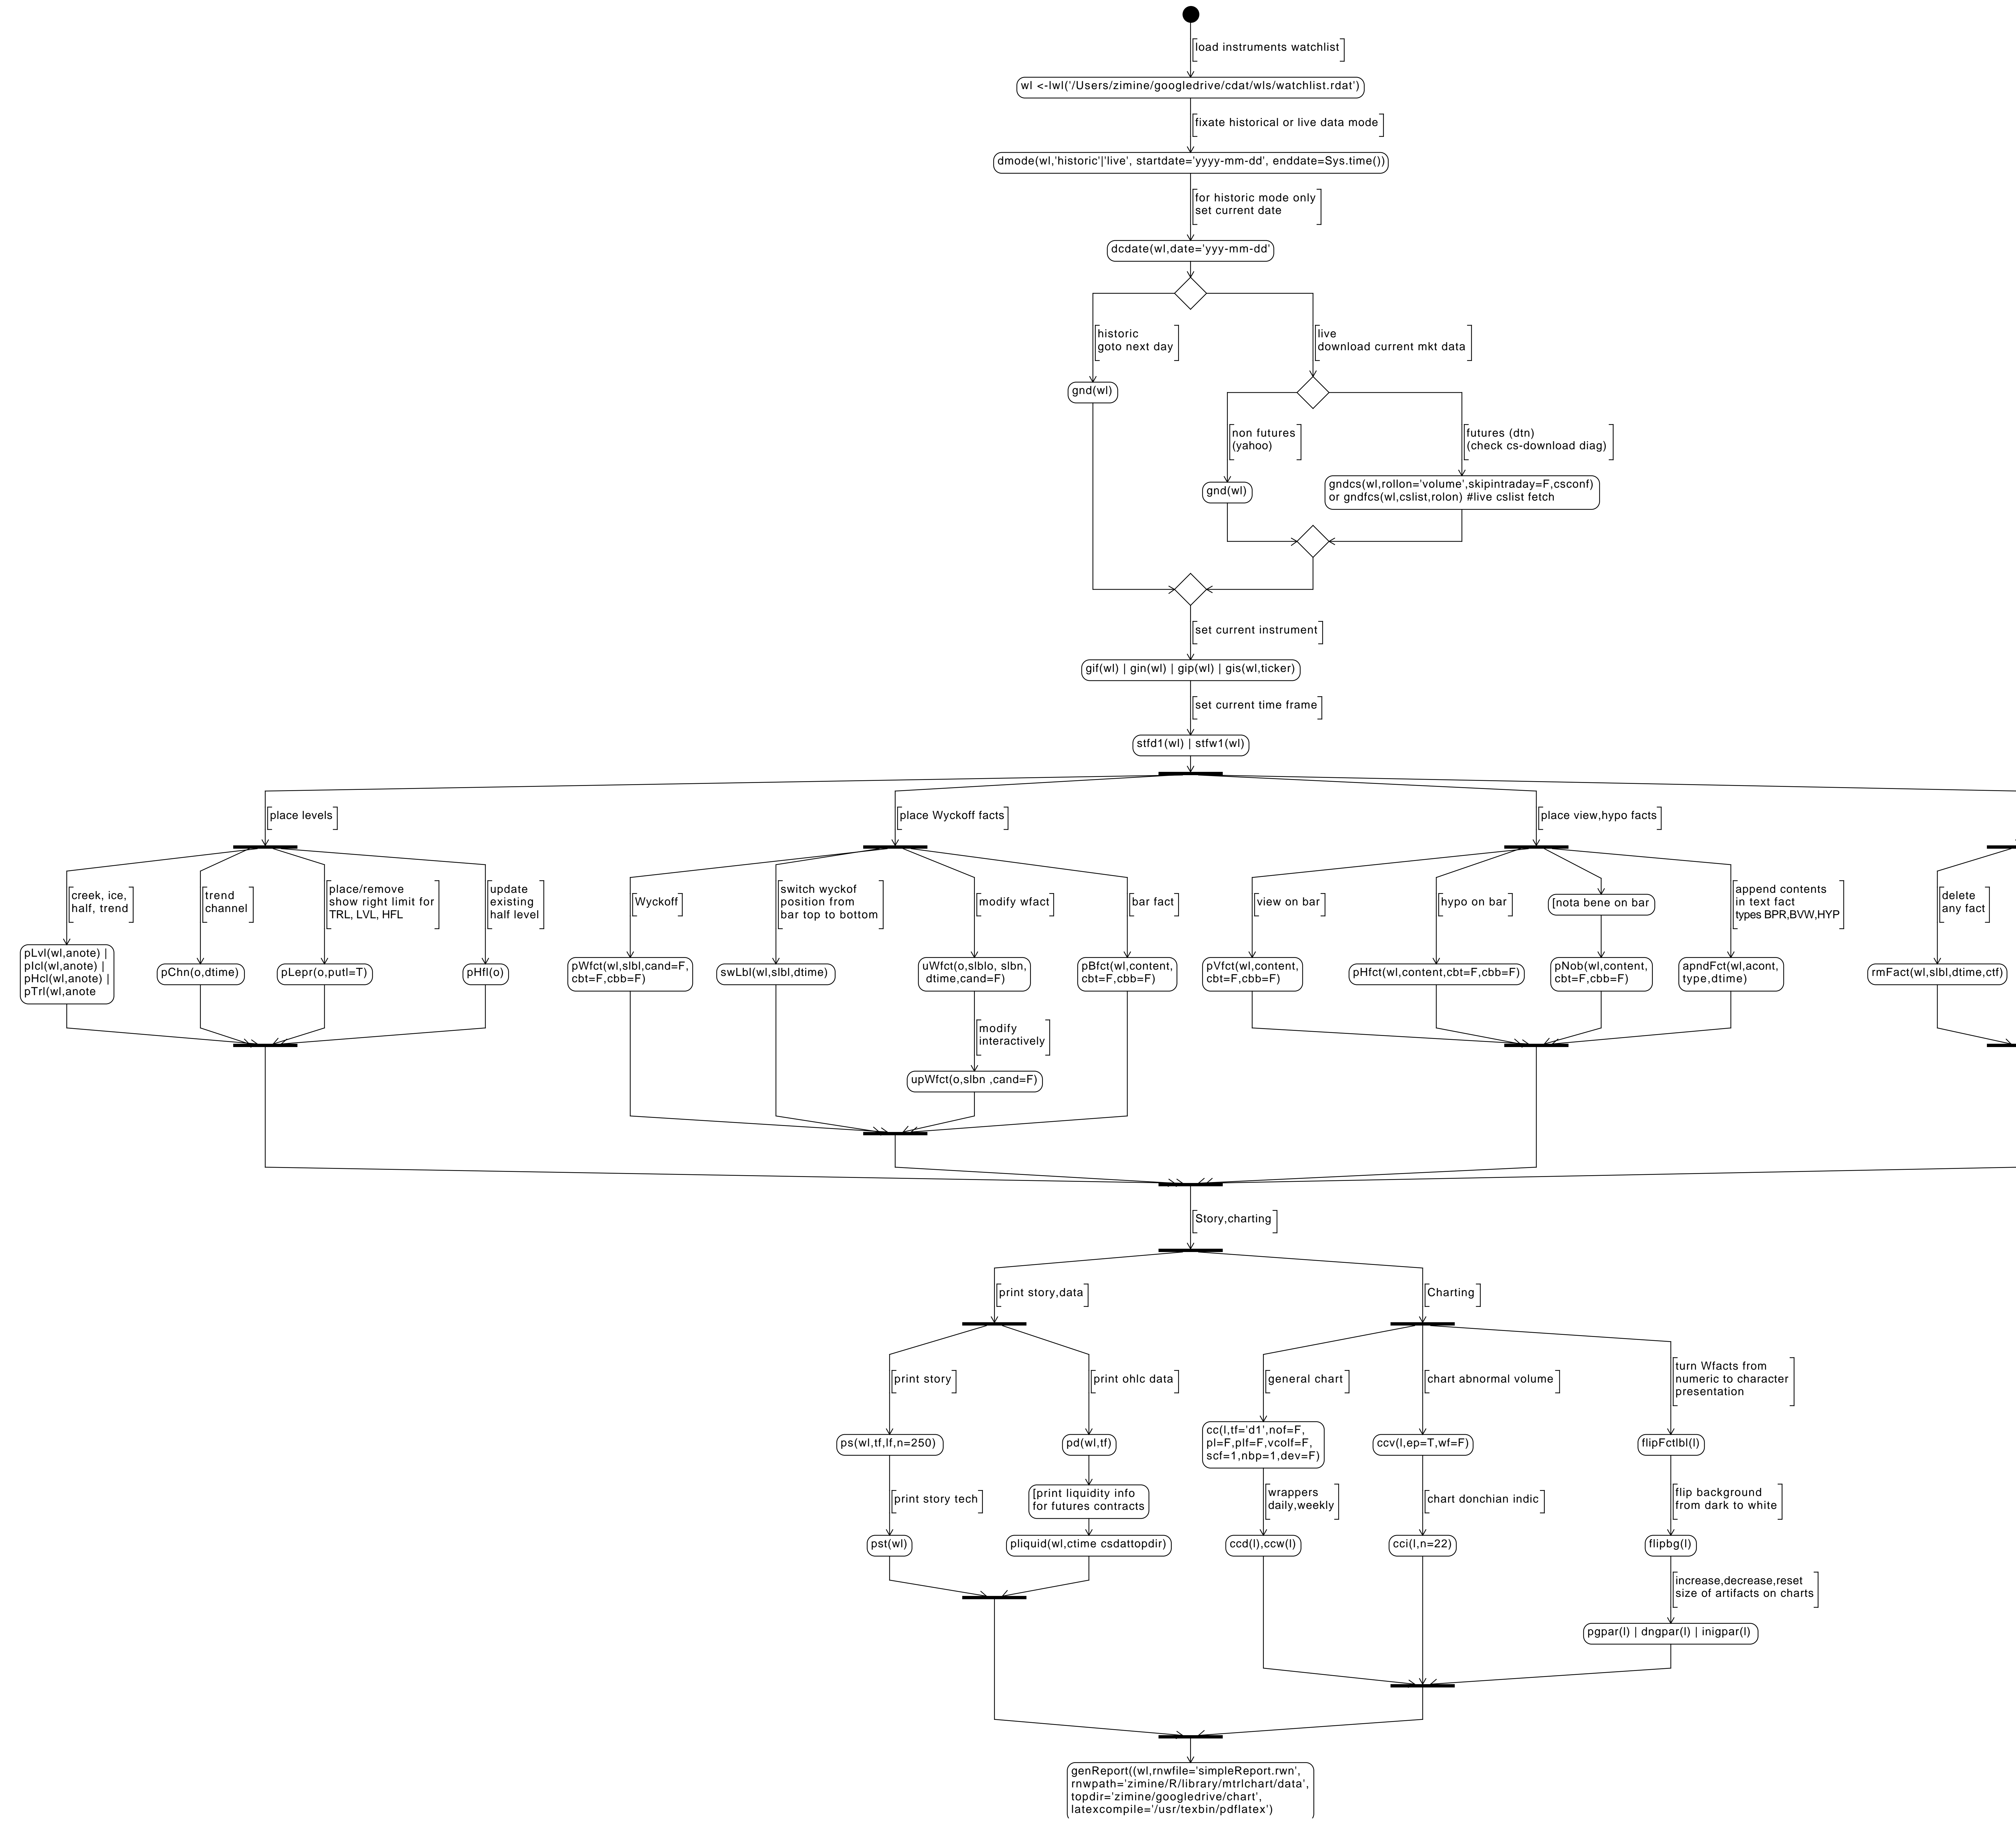 [load instruments watchlist]
wl <-lwl('/Users/zimine/googledrive/cdat/wls/watchlist.rdat')
[fixate historical or live data mode]
dmode(wl,'historic'|'live', startdate='yyyy-mm-dd', enddate=Sys.time())
[for historic mode only
set current date]
dcdate(wl,date='yyy-mm-dd'
[historic
goto next day]
[live
download current mkt data]
gnd(wl)
[non futures
(yahoo)]
[futures (dtn)
(check cs-download diag)]
gnd(wl)
gndcs(wl,rollon='volume',skipintraday=F,csconf)
or gndfcs(wl,cslist,rolon) #live cslist fetch
[set current instrument]
gif(wl) | gin(wl) | gip(wl) | gis(wl,ticker)
[set current time frame]
stfd1(wl) | stfw1(wl)
[place levels]
[place Wyckoff facts]
[place view,hypo facts]
[creek, ice,
half, trend]
[trend
channel]
[place/remove
show right limit for
TRL, LVL, HFL]
[update
existing
half level]
[Wyckoff]
[switch wyckof
position from
bar top to bottom]
[modify wfact]
[bar fact]
[view on bar]
[hypo on bar]
[nota bene on bar
[append contents
in text fact
types BPR,BVW,HYP]
[delete
any fact]
pLvl(wl,anote) |
pIcl(wl,anote) |
pHcl(wl,anote) |
pTrl(wl,anote
pChn(o,dtime)
pLepr(o,putl=T)
pHfl(o)
pWfct(wl,slbl,cand=F,
cbt=F,cbb=F)
swLbl(wl,slbl,dtime)
uWfct(o,slblo, slbn,
dtime,cand=F)
pBfct(wl,content,
cbt=F,cbb=F)
pVfct(wl,content,
cbt=F,cbb=F)
pHfct(wl,content,cbt=F,cbb=F)
pNob(wl,content,
cbt=F,cbb=F)
apndFct(wl,acont,
type,dtime)
rmFact(wl,slbl,dtime,ctf)
[modify
interactively]
upWfct(o,slbn ,cand=F)
[Story,charting]
[print story,data]
[Charting]
[print story]
[print ohlc data]
[general chart]
[chart abnormal volume]
[turn Wfacts from
numeric to character
presentation]
ps(wl,tf,lf,n=250)
pd(wl,tf)
cc(l,tf='d1',nof=F,
pl=F,plf=F,vcolf=F,
scf=1,nbp=1,dev=F)
ccv(l,ep=T,wf=F)
flipFctlbl(l)
[print story tech]
[print liquidity info
for futures contracts
[wrappers
daily,weekly]
[chart donchian indic]
[flip background
from dark to white]
pst(wl)
pliquid(wl,ctime csdattopdir)
ccd(l),ccw(l)
cci(l,n=22)
flipbg(l)
[increase,decrease,reset
size of artifacts on charts]
pgpar(l) | dngpar(l) | inigpar(l)
genReport((wl,rnwfile='simpleReport.rwn',
rnwpath='zimine/R/library/mtrlchart/data',
topdir='zimine/googledrive/chart',
latexcompile='/usr/texbin/pdflatex')